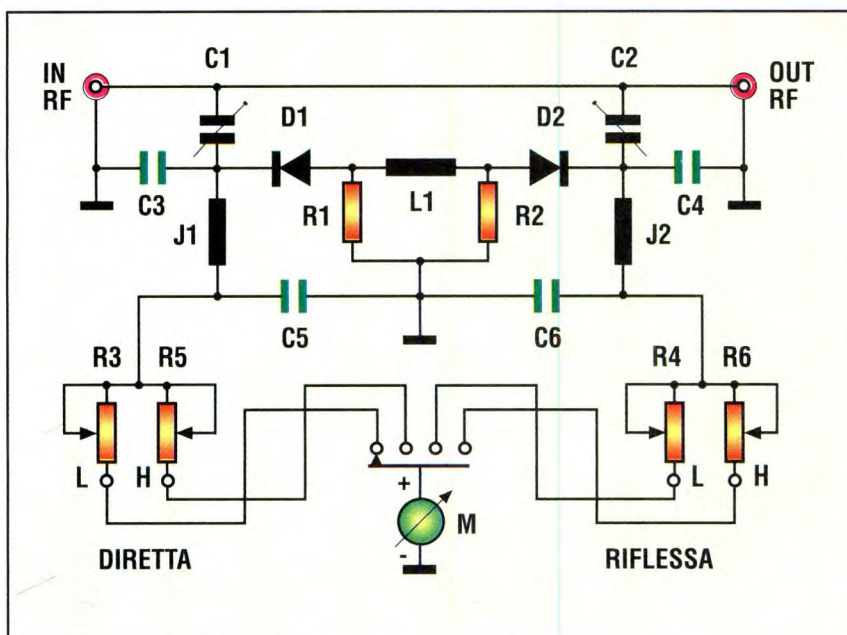 IN
RF
C1
C2
OUT
RF
D1
D2
C3
R1
L1
R2
C4
J1
J2
C5
C6
R3
R5
R4
R6
L
H
+
M
-
L
H
DIRETTA
RIFLESSA